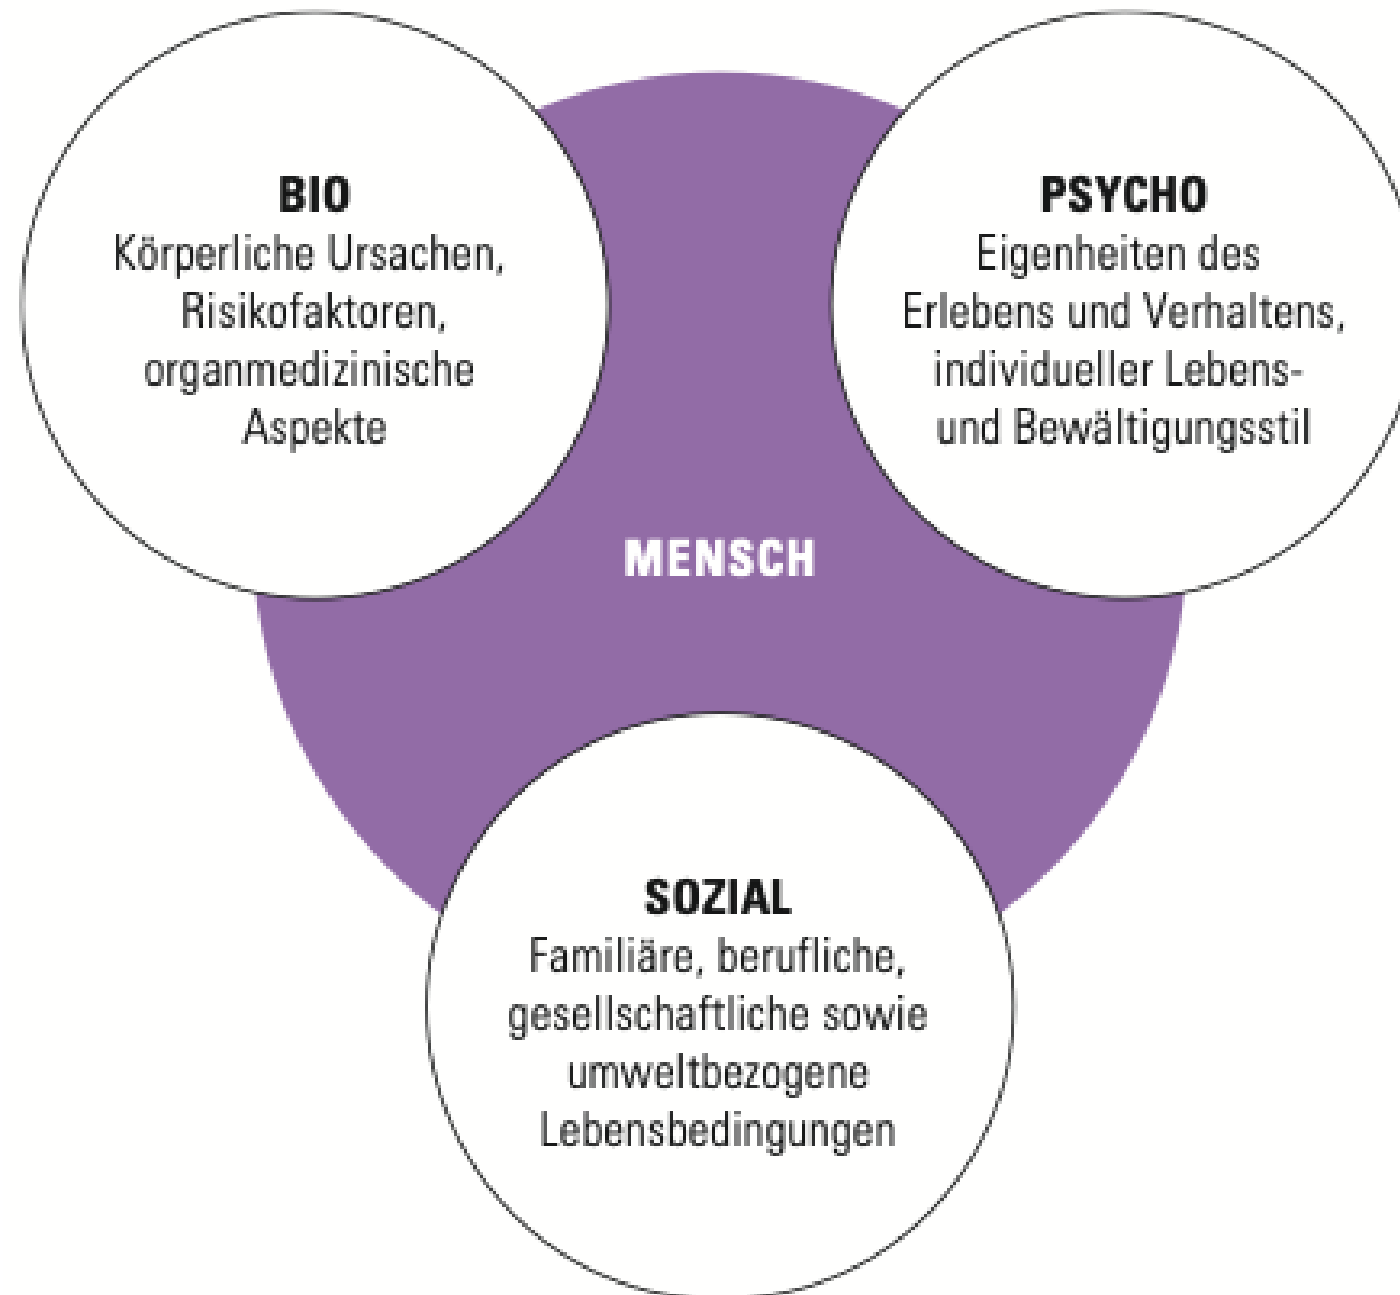 BIO
Körperliche Ursachen,
Risikofaktoren,
organmedizinische
Aspekte
PSYCHO
Eigenheiten des
Erlebens und Verhaltens,
individueller Lebens-
und Bewältigungsstil
MENSCH
SOZIAL
Familiäre, berufliche,
gesellschaftliche sowie
umweltbezogene
Lebensbedingungen